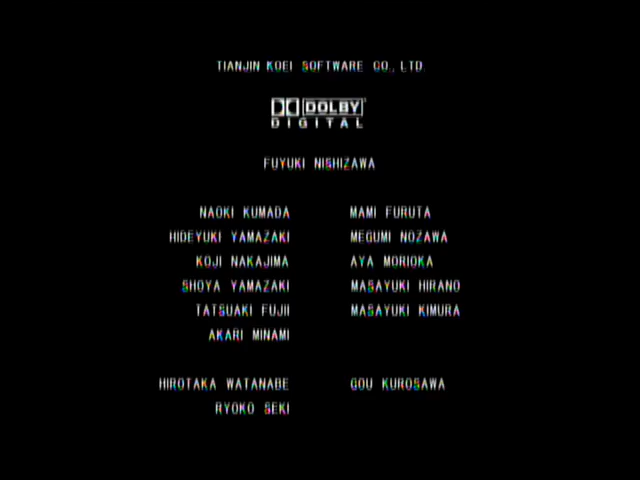 TIANJIN KOEI SOFTWARE CO., LTD.
DOLBY
DIGITAL
FUYUKI NISHIZAWA
NAOKI KUMADA MAMI FURUTA
HIDEYUKI YAMAZAKI MEGUMI NOZAWA
KOJI NAKAJIMA AYA MORIOKA
SHOYA YAMAZAKI MASAYUKI HIRANO
TATSUAKI FUJII MASAYUKI KIMURA
AKARI MINAMI
HIROTAKA WATANABE GOU KUROSAWA
RYOKO SEKI